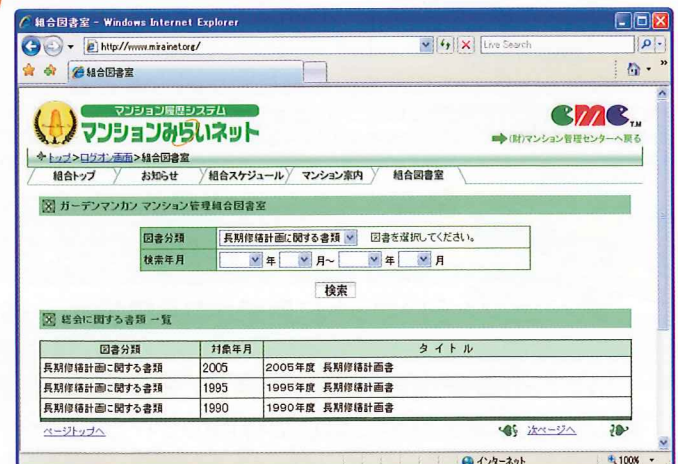 組合図書室 - Windows Internet Explorer
http://www.mirainet.org/
Live Search
組合図書室
マンション履歴システム
マンションみらいネット
CMC T.M
(財)マンション管理センターへ戻る
トップ>ログオン画面>組合図書室
組合トップ
お知らせ
組合スケジュール
マンション案内
組合図書室
ガーデンマンカン マンション管理組合図書室
図書分類
長期修繕計画に関する書類
図書を選択してください。
検索年月
年 月~ 年 月
検索
総会に関する書類 一覧
図書分類 対象年月 タイトル
長期修繕計画に関する書類 2005 2005年度 長期修繕計画書
長期修繕計画に関する書類 1995 1995年度 長期修繕計画書
長期修繕計画に関する書類 1990 1990年度 長期修繕計画書
ページトップへ
次ページへ
インターネット
100%